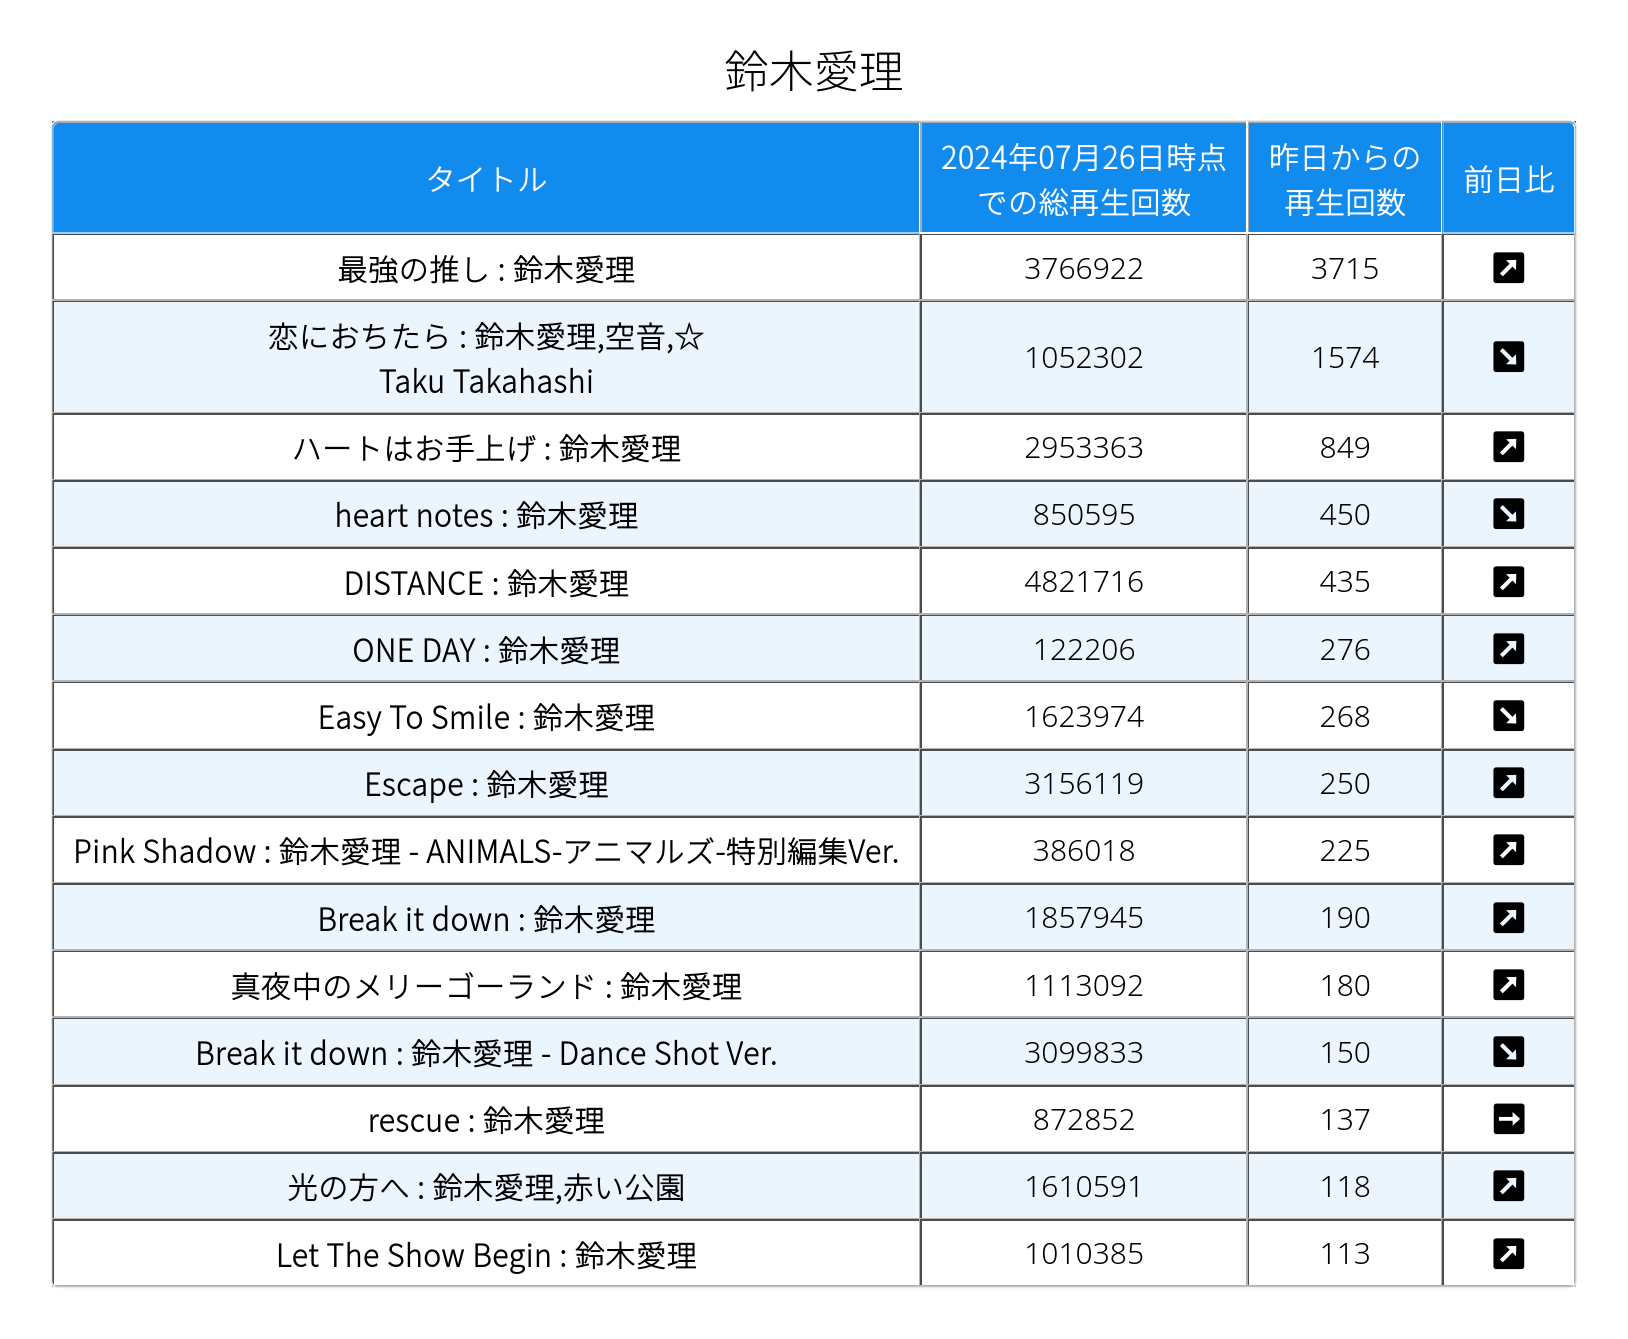 鈴木愛理
タイトル
2024年07月26日時点
での総再生回数
昨日からの
再生回数
前日比
最強の推し : 鈴木愛理 3766922 3715 ↗
恋におちたら : 鈴木愛理,空音,☆
Taku Takahashi
1052302 1574 ↘
ハートはお手上げ : 鈴木愛理 2953363 849 ↗
heart notes : 鈴木愛理 850595 450 ↘
DISTANCE : 鈴木愛理 4821716 435 ↗
ONE DAY : 鈴木愛理 122206 276 ↗
Easy To Smile : 鈴木愛理 1623974 268 ↘
Escape : 鈴木愛理 3156119 250 ↗
Pink Shadow : 鈴木愛理 - ANIMALS-アニマルズ-特別編集Ver. 386018 225 ↗
Break it down : 鈴木愛理 1857945 190 ↗
真夜中のメリーゴーランド : 鈴木愛理 1113092 180 ↗
Break it down : 鈴木愛理 - Dance Shot Ver. 3099833 150 ↘
rescue : 鈴木愛理 872852 137 →
光の方へ : 鈴木愛理,赤い公園 1610591 118 ↗
Let The Show Begin : 鈴木愛理 1010385 113 ↗